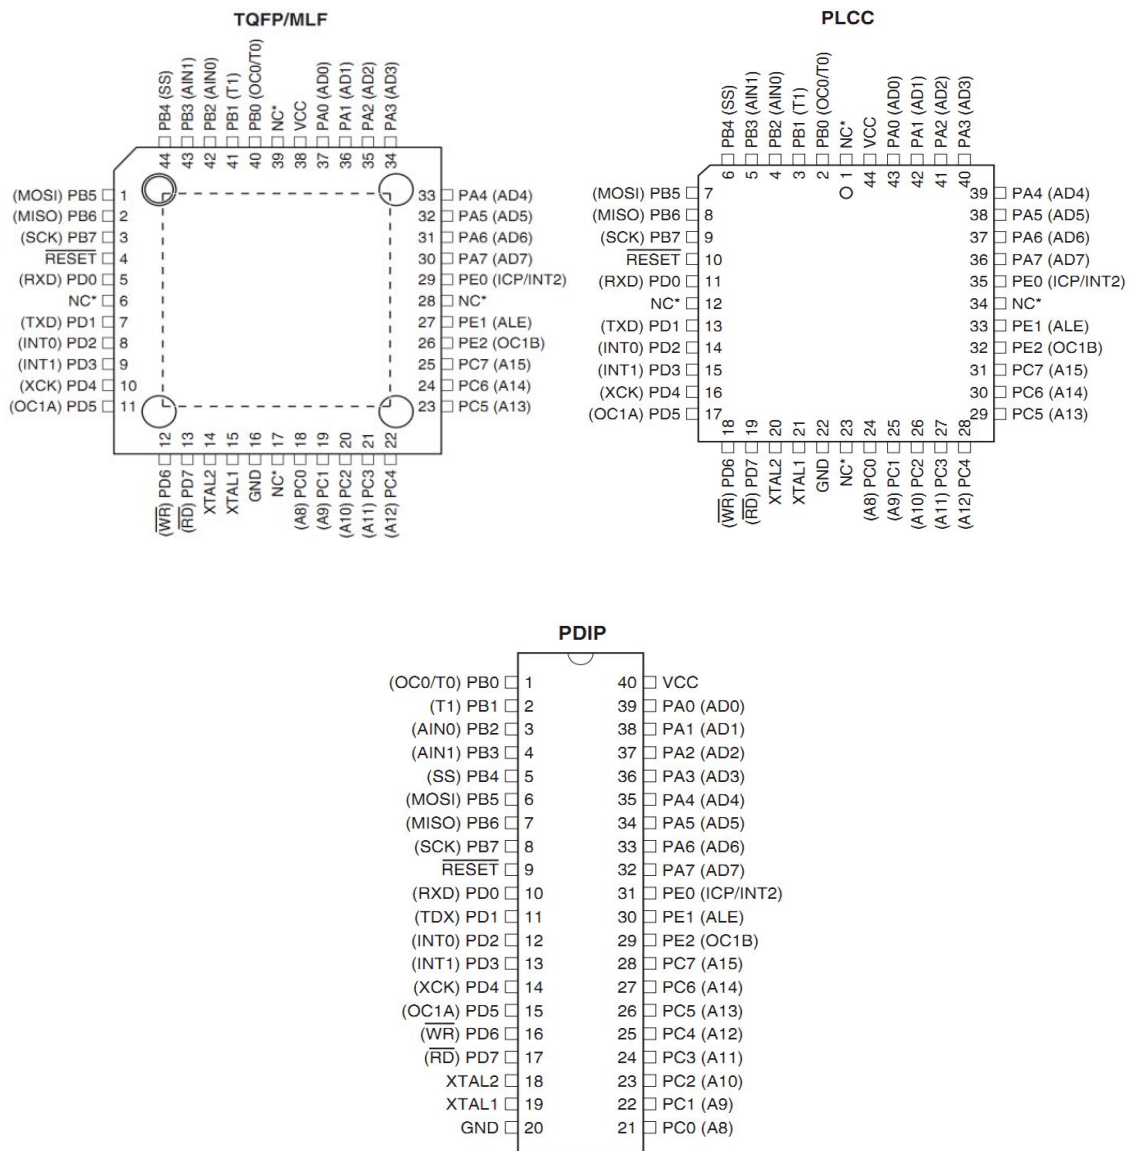 TQFP/MLF
PB4 (SS)
PB3 (AIN1)
PB2 (AIN0)
PB1 (T1)
PB0 (OC0/T0)
NC*
VCC
PA0 (AD0)
PA1 (AD1)
PA2 (AD2)
PA3 (AD3)
44
43
42
41
40
39
38
37
36
35
34
(MOSI) PB5 1
(MISO) PB6 2
(SCK) PB7 3
RESET 4
(RXD) PD0 5
NC* 6
(TXD) PD1 7
(INT0) PD2 8
(INT1) PD3 9
(XCK) PD4 10
(OC1A) PD5 11
33 PA4 (AD4)
32 PA5 (AD5)
31 PA6 (AD6)
30 PA7 (AD7)
29 PE0 (ICP/INT2)
28 NC*
27 PE1 (ALE)
26 PE2 (OC1B)
25 PC7 (A15)
24 PC6 (A14)
23 PC5 (A13)
12
13
14
15
16
17
18
19
20
21
22
(WR) PD6
(RD) PD7
XTAL2
XTAL1
GND
NC*
(A8) PC0
(A9) PC1
(A10) PC2
(A11) PC3
(A12) PC4
PLCC
PB4 (SS)
PB3 (AIN1)
PB2 (AIN0)
PB1 (T1)
PB0 (OC0/T0)
NC*
VCC
PA0 (AD0)
PA1 (AD1)
PA2 (AD2)
PA3 (AD3)
6
5
4
3
2
1
44
43
42
41
40
(MOSI) PB5 7
(MISO) PB6 8
(SCK) PB7 9
RESET 10
(RXD) PD0 11
NC* 12
(TXD) PD1 13
(INT0) PD2 14
(INT1) PD3 15
(XCK) PD4 16
(OC1A) PD5 17
39 PA4 (AD4)
38 PA5 (AD5)
37 PA6 (AD6)
36 PA7 (AD7)
35 PE0 (ICP/INT2)
34 NC*
33 PE1 (ALE)
32 PE2 (OC1B)
31 PC7 (A15)
30 PC6 (A14)
29 PC5 (A13)
18
19
20
21
22
23
24
25
26
27
28
(WR) PD6
(RD) PD7
XTAL2
XTAL1
GND
NC*
(A8) PC0
(A9) PC1
(A10) PC2
(A11) PC3
(A12) PC4
PDIP
(OC0/T0) PB0 1
(T1) PB1 2
(AIN0) PB2 3
(AIN1) PB3 4
(SS) PB4 5
(MOSI) PB5 6
(MISO) PB6 7
(SCK) PB7 8
RESET 9
(RXD) PD0 10
(TDX) PD1 11
(INT0) PD2 12
(INT1) PD3 13
(XCK) PD4 14
(OC1A) PD5 15
(WR) PD6 16
(RD) PD7 17
XTAL2 18
XTAL1 19
GND 20
40 VCC
39 PA0 (AD0)
38 PA1 (AD1)
37 PA2 (AD2)
36 PA3 (AD3)
35 PA4 (AD4)
34 PA5 (AD5)
33 PA6 (AD6)
32 PA7 (AD7)
31 PE0 (ICP/INT2)
30 PE1 (ALE)
29 PE2 (OC1B)
28 PC7 (A15)
27 PC6 (A14)
26 PC5 (A13)
25 PC4 (A12)
24 PC3 (A11)
23 PC2 (A10)
22 PC1 (A9)
21 PC0 (A8)